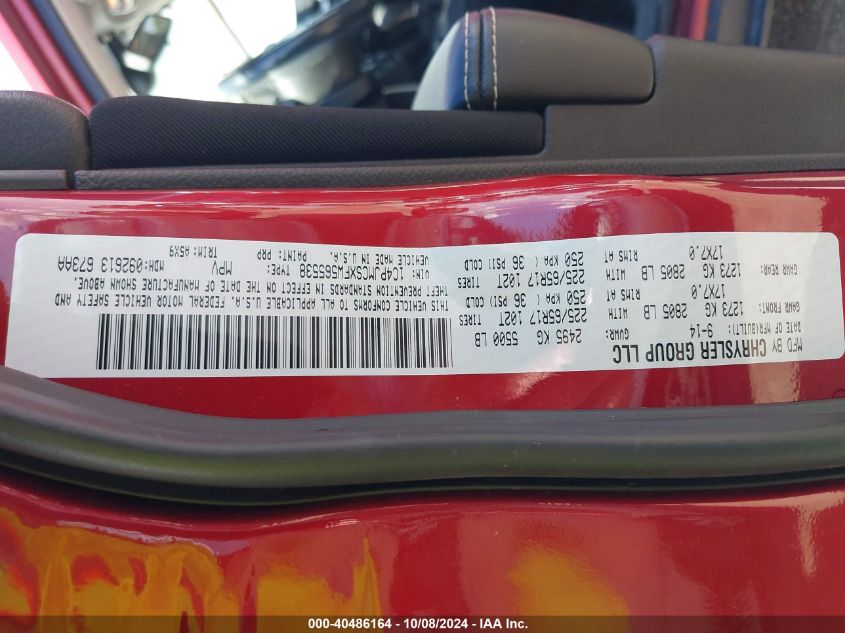 MFD BY CHRYSLER GROUP LLC
DATE OF MFR(BUILT): 9-14 GVWR: 2495 KG 5500 LB
GAWR FRONT: WITH TIRES
1273 KG 2805 LB 225/65R17 102T
RIMS AT
17X7.0 250 KPA ( 36 PSI) COLD
GAWR REAR: WITH TIRES
1273 KG 2805 LB 225/65R17 102T
RIMS AT
17X7.0 250 KPA ( 36 PSI) COLD
THIS VEHICLE CONFORMS TO ALL APPLICABLE U.S.A. FEDERAL MOTOR VEHICLE SAFETY AND
THEFT PREVENTION STANDARDS IN EFFECT ON THE DATE OF MANUFACTURE SHOWN ABOVE.
VIN: 1C4PJMCSXFW565538 TYPE: MPV MDH:092613 673AA
VEHICLE MADE IN U.S.A. PAINT: PRP TRIM: A5X9
000-40486164 - 10/08/2024 - IAA Inc.